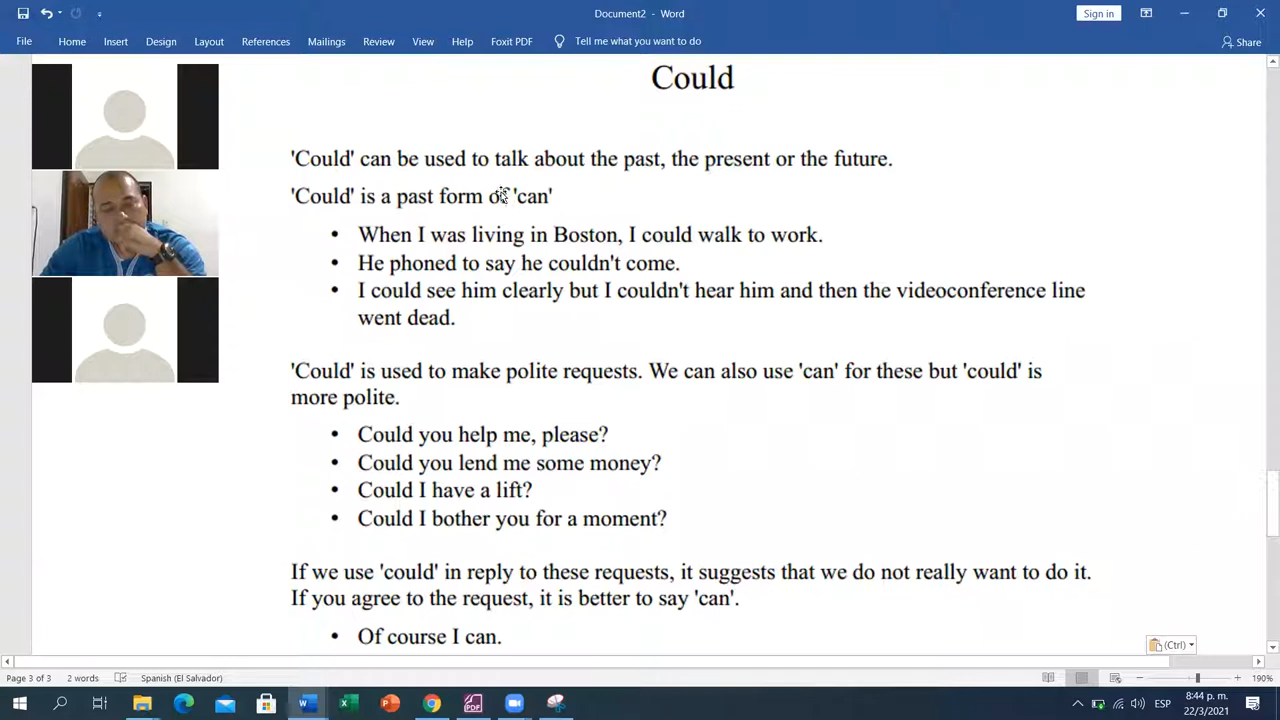 Document2 - Word
Sign in
File Home Insert Design Layout References Mailings Review View Help Foxit PDF Tell me what you want to do Share
Could
'Could' can be used to talk about the past, the present or the future.
'Could' is a past form of 'can'
• When I was living in Boston, I could walk to work.
• He phoned to say he couldn't come.
• I could see him clearly but I couldn't hear him and then the videoconference line
went dead.
'Could' is used to make polite requests. We can also use 'can' for these but 'could' is
more polite.
• Could you help me, please?
• Could you lend me some money?
• Could I have a lift?
• Could I bother you for a moment?
If we use 'could' in reply to these requests, it suggests that we do not really want to do it.
If you agree to the request, it is better to say 'can'.
• Of course I can.
(Ctrl)
Page 3 of 3 2 words Spanish (El Salvador) 190%
8:44 p. m.
ESP
22/3/2021